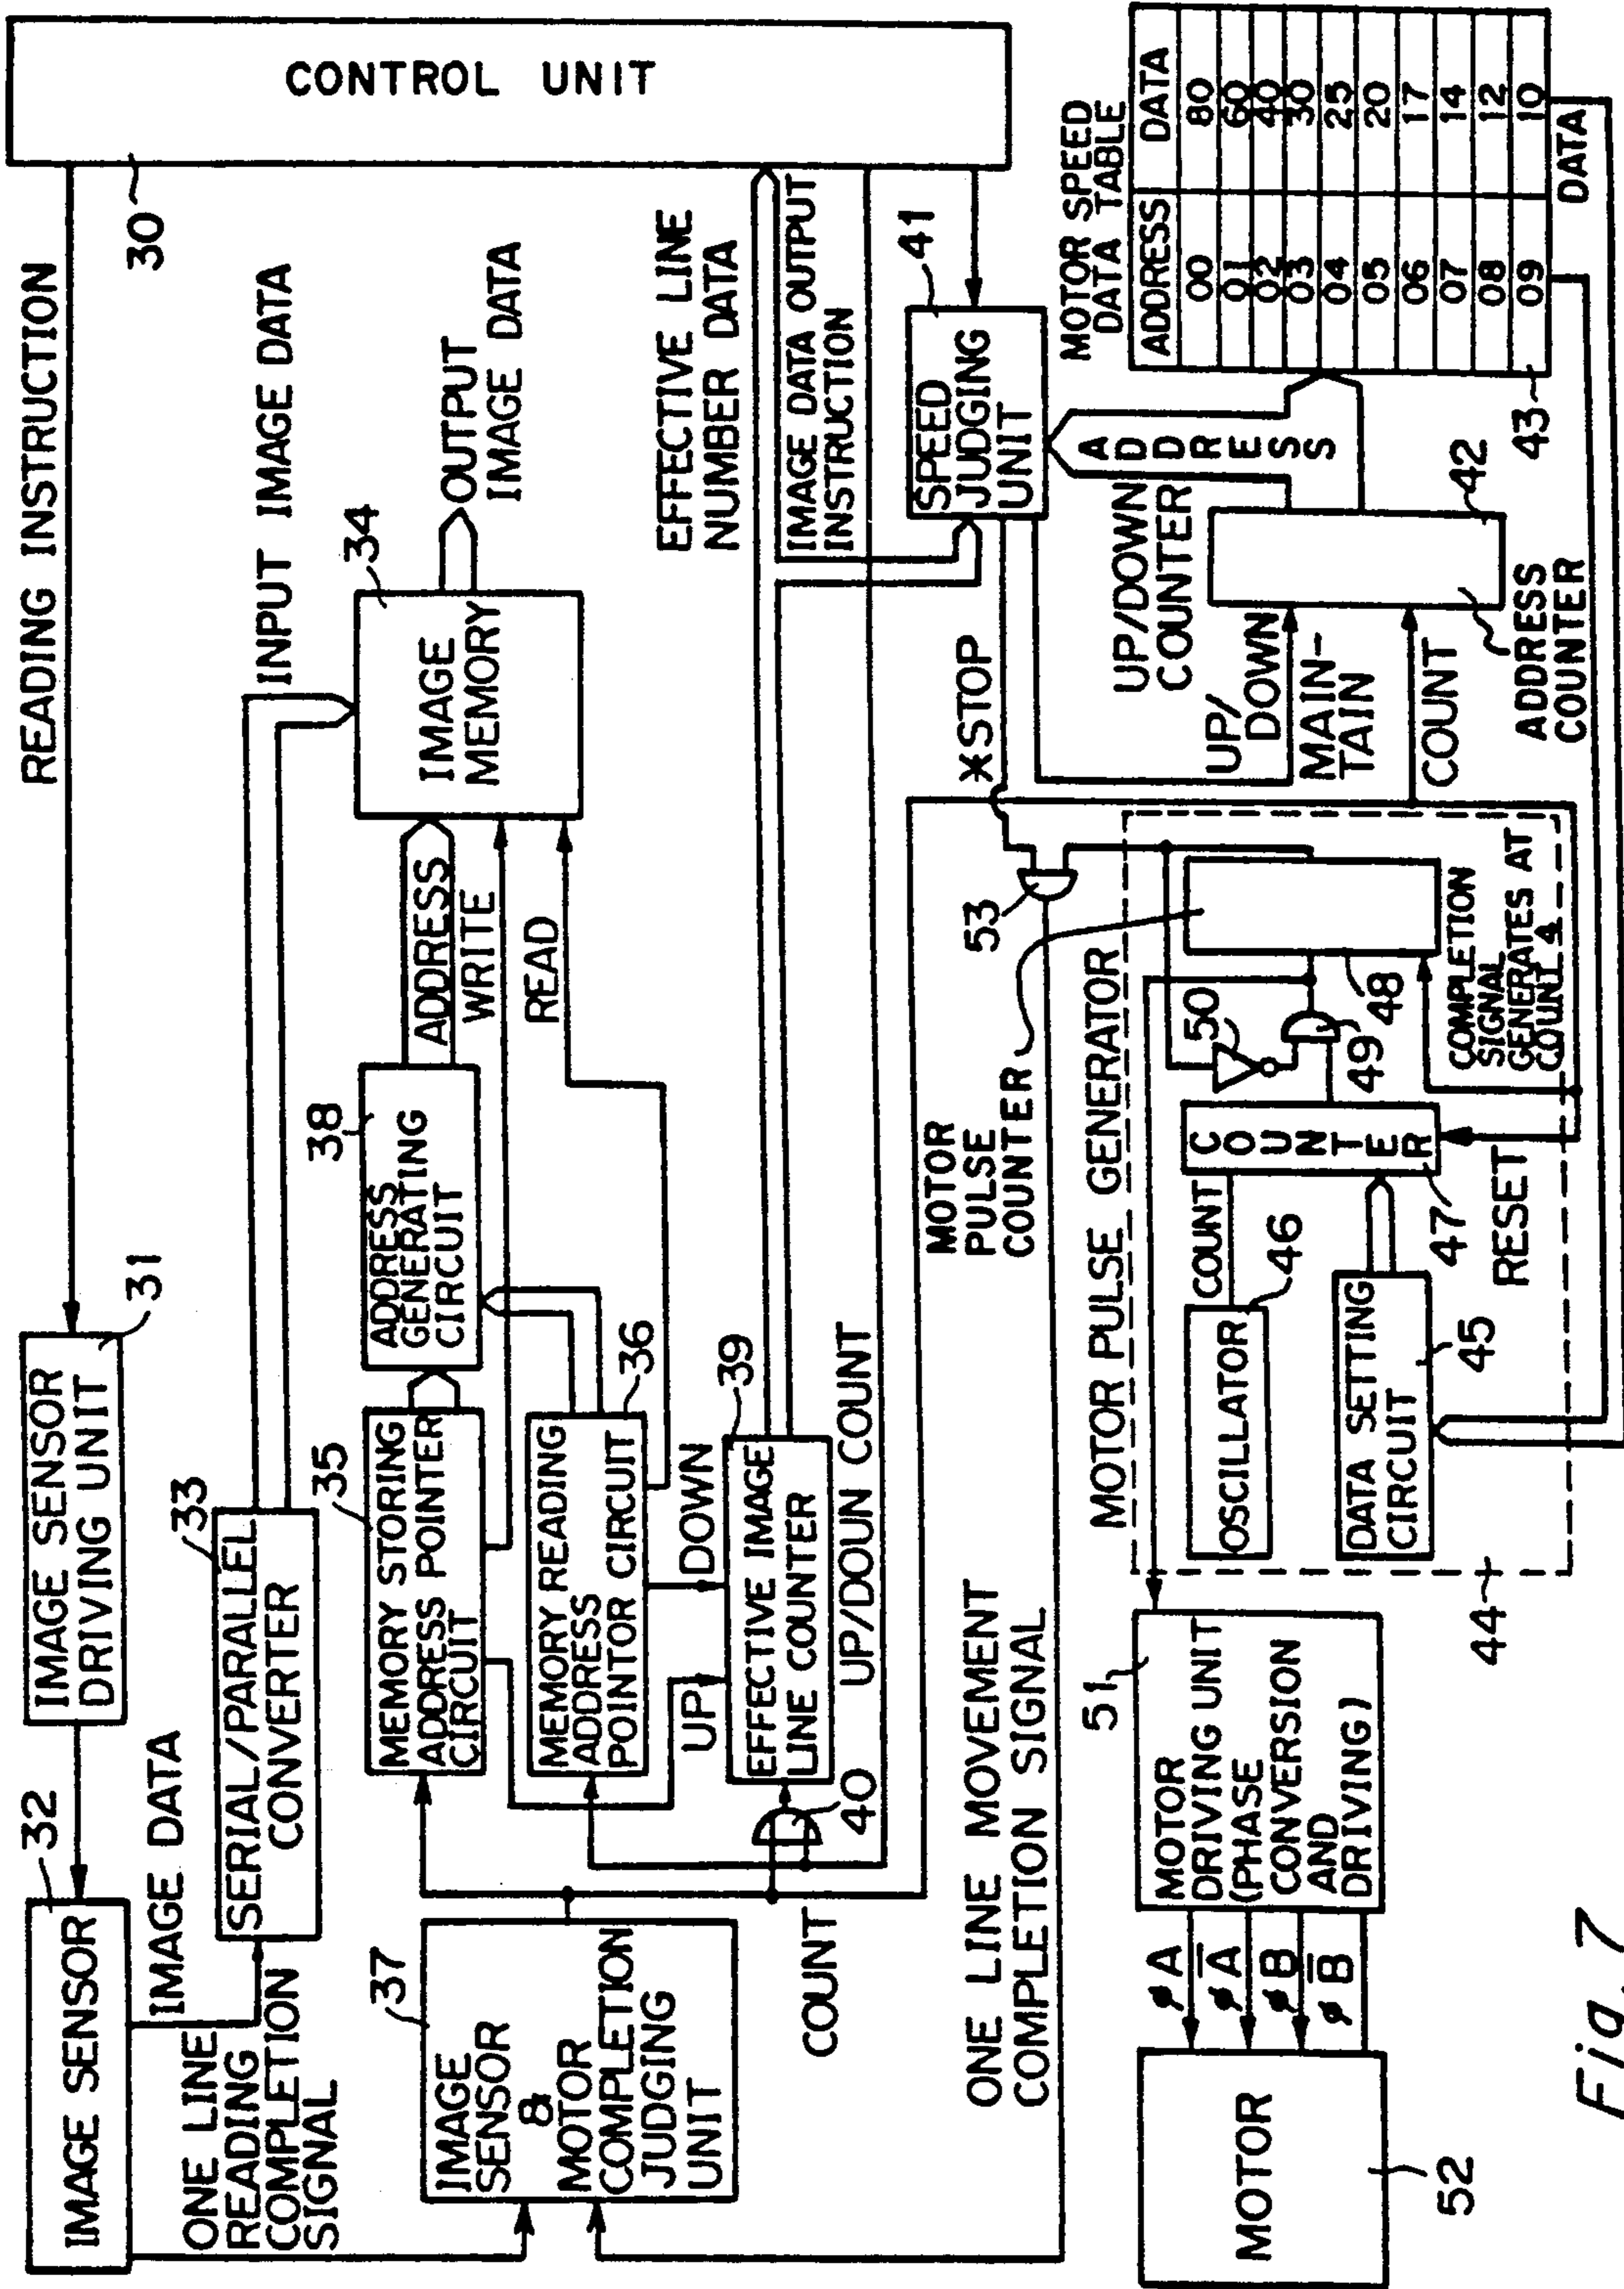 READING INSTRUCTION
CONTROL UNIT
30
IMAGE SENSOR
32
IMAGE SENSOR
DRIVING UNIT
31
IMAGE DATA
ONE LINE
READING
COMPLETION
SIGNAL
SERIAL/PARALLEL
CONVERTER
33
INPUT IMAGE DATA
IMAGE
MEMORY
34
OUTPUT
IMAGE DATA
ADDRESS
WRITE
READ
ADDRESS
GENERATING
CIRCUIT
38
MEMORY STORING
ADDRESS POINTER
CIRCUIT
35
MEMORY READING
ADDRESS
POINTOR CIRCUIT
36
UP
DOWN
EFFECTIVE IMAGE
LINE COUNTER
39
40
COUNT
UP/DOUN COUNT
37
IMAGE
SENSOR
&
MOTOR
COMPLETION
JUDGING
UNIT
EFFECTIVE LINE
NUMBER DATA
IMAGE DATA OUTPUT
INSTRUCTION
SPEED
JUDGING
UNIT
41
ADDRESS
*STOP
UP/
DOWN
MAIN-
TAIN
COUNT
UP/DOWN
COUNTER
42
ADDRESS
COUNTER
MOTOR SPEED
DATA TABLE
ADDRESS DATA
00 80
01 60
02 40
03 30
04 25
05 20
06 17
07 14
08 12
09 10
43
DATA
ONE LINE MOVEMENT
COMPLETION SIGNAL
53
MOTOR
PULSE
COUNTER
MOTOR PULSE GENERATOR
44
OSCILLATOR
46
COUNT
COUNTER
47
RESET
DATA SETTING
CIRCUIT
45
50
49
48
COMPLETION
SIGNAL
GENERATES AT
COUNT 4
51
MOTOR
DRIVING UNIT
(PHASE
CONVERSION
AND
DRIVING)
øA
øA̅
øB
øB̅
MOTOR
52
Fig. 7